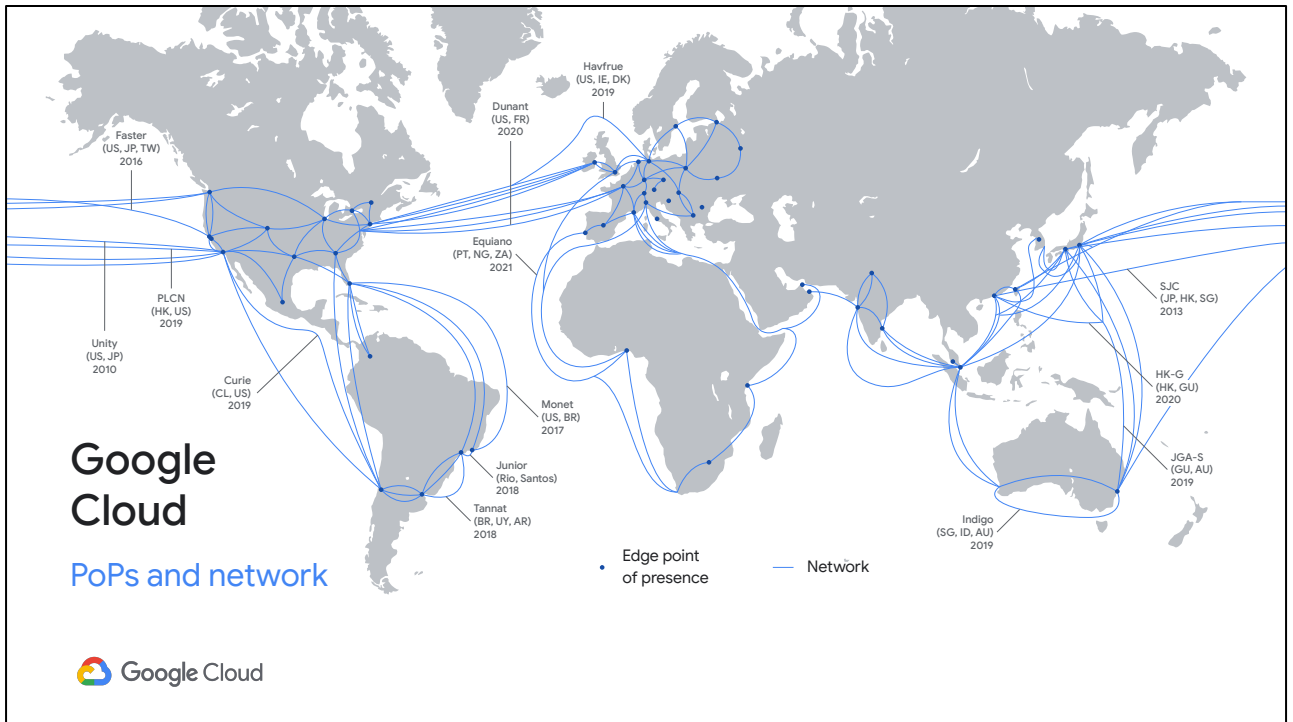 Havfrue
(US, IE, DK)
2019
Dunant
(US, FR)
2020
Faster
(US, JP, TW)
2016
Equiano
(PT, NG, ZA)
2021
PLCN
(HK, US)
2019
Unity
(US, JP)
2010
Curie
(CL, US)
2019
Monet
(US, BR)
2017
Junior
(Rio, Santos)
2018
Tannat
(BR, UY, AR)
2018
SJC
(JP, HK, SG)
2013
HK-G
(HK, GU)
2020
JGA-S
(GU, AU)
2019
Indigo
(SG, ID, AU)
2019
Google
Cloud
PoPs and network
Edge point
of presence
Network
Google Cloud